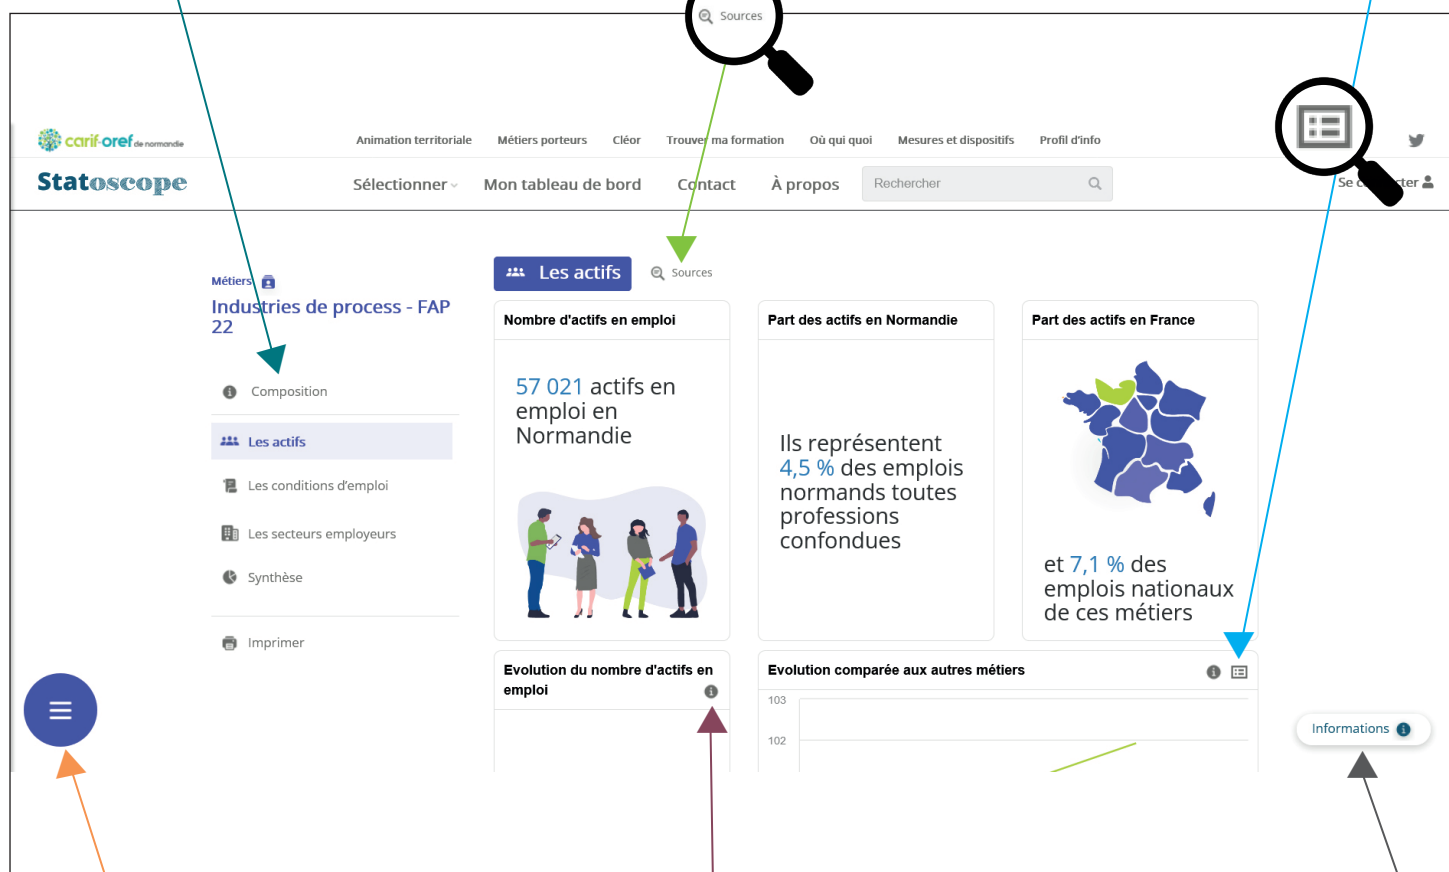 Sources
carif-oref de normandie
Animation territoriale Métiers porteurs Cléor Trouver ma formation Où qui quoi Mesures et dispositifs Profil d'info
Statoscope
Sélectionner Mon tableau de bord Contact À propos Rechercher
Métiers
Industries de process - FAP
22
Composition
Les actifs
Les conditions d'emploi
Les secteurs employeurs
Synthèse
Imprimer
Les actifs Sources
Nombre d'actifs en emploi
57 021 actifs en
emploi en
Normandie
Part des actifs en Normandie
Ils représentent
4,5 % des emplois
normands toutes
professions
confondues
Part des actifs en France
et 7,1 % des
emplois nationaux
de ces métiers
Evolution du nombre d'actifs en
emploi
Evolution comparée aux autres métiers
103
102
Informations